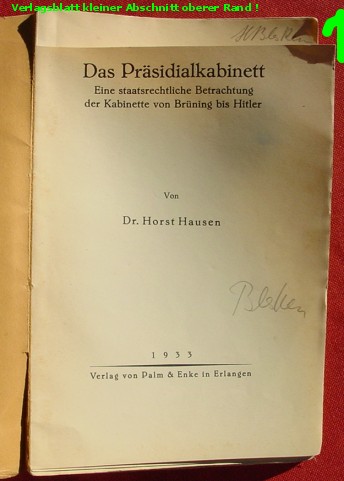 Verlagsblatt kleiner Abschnitt oberer Rand !
1
Das Präsidialkabinett
Eine staatsrechtliche Betrachtung
der Kabinette von Brüning bis Hitler
Von
Dr. Horst Hausen
1933
Verlag von Palm & Enke in Erlangen